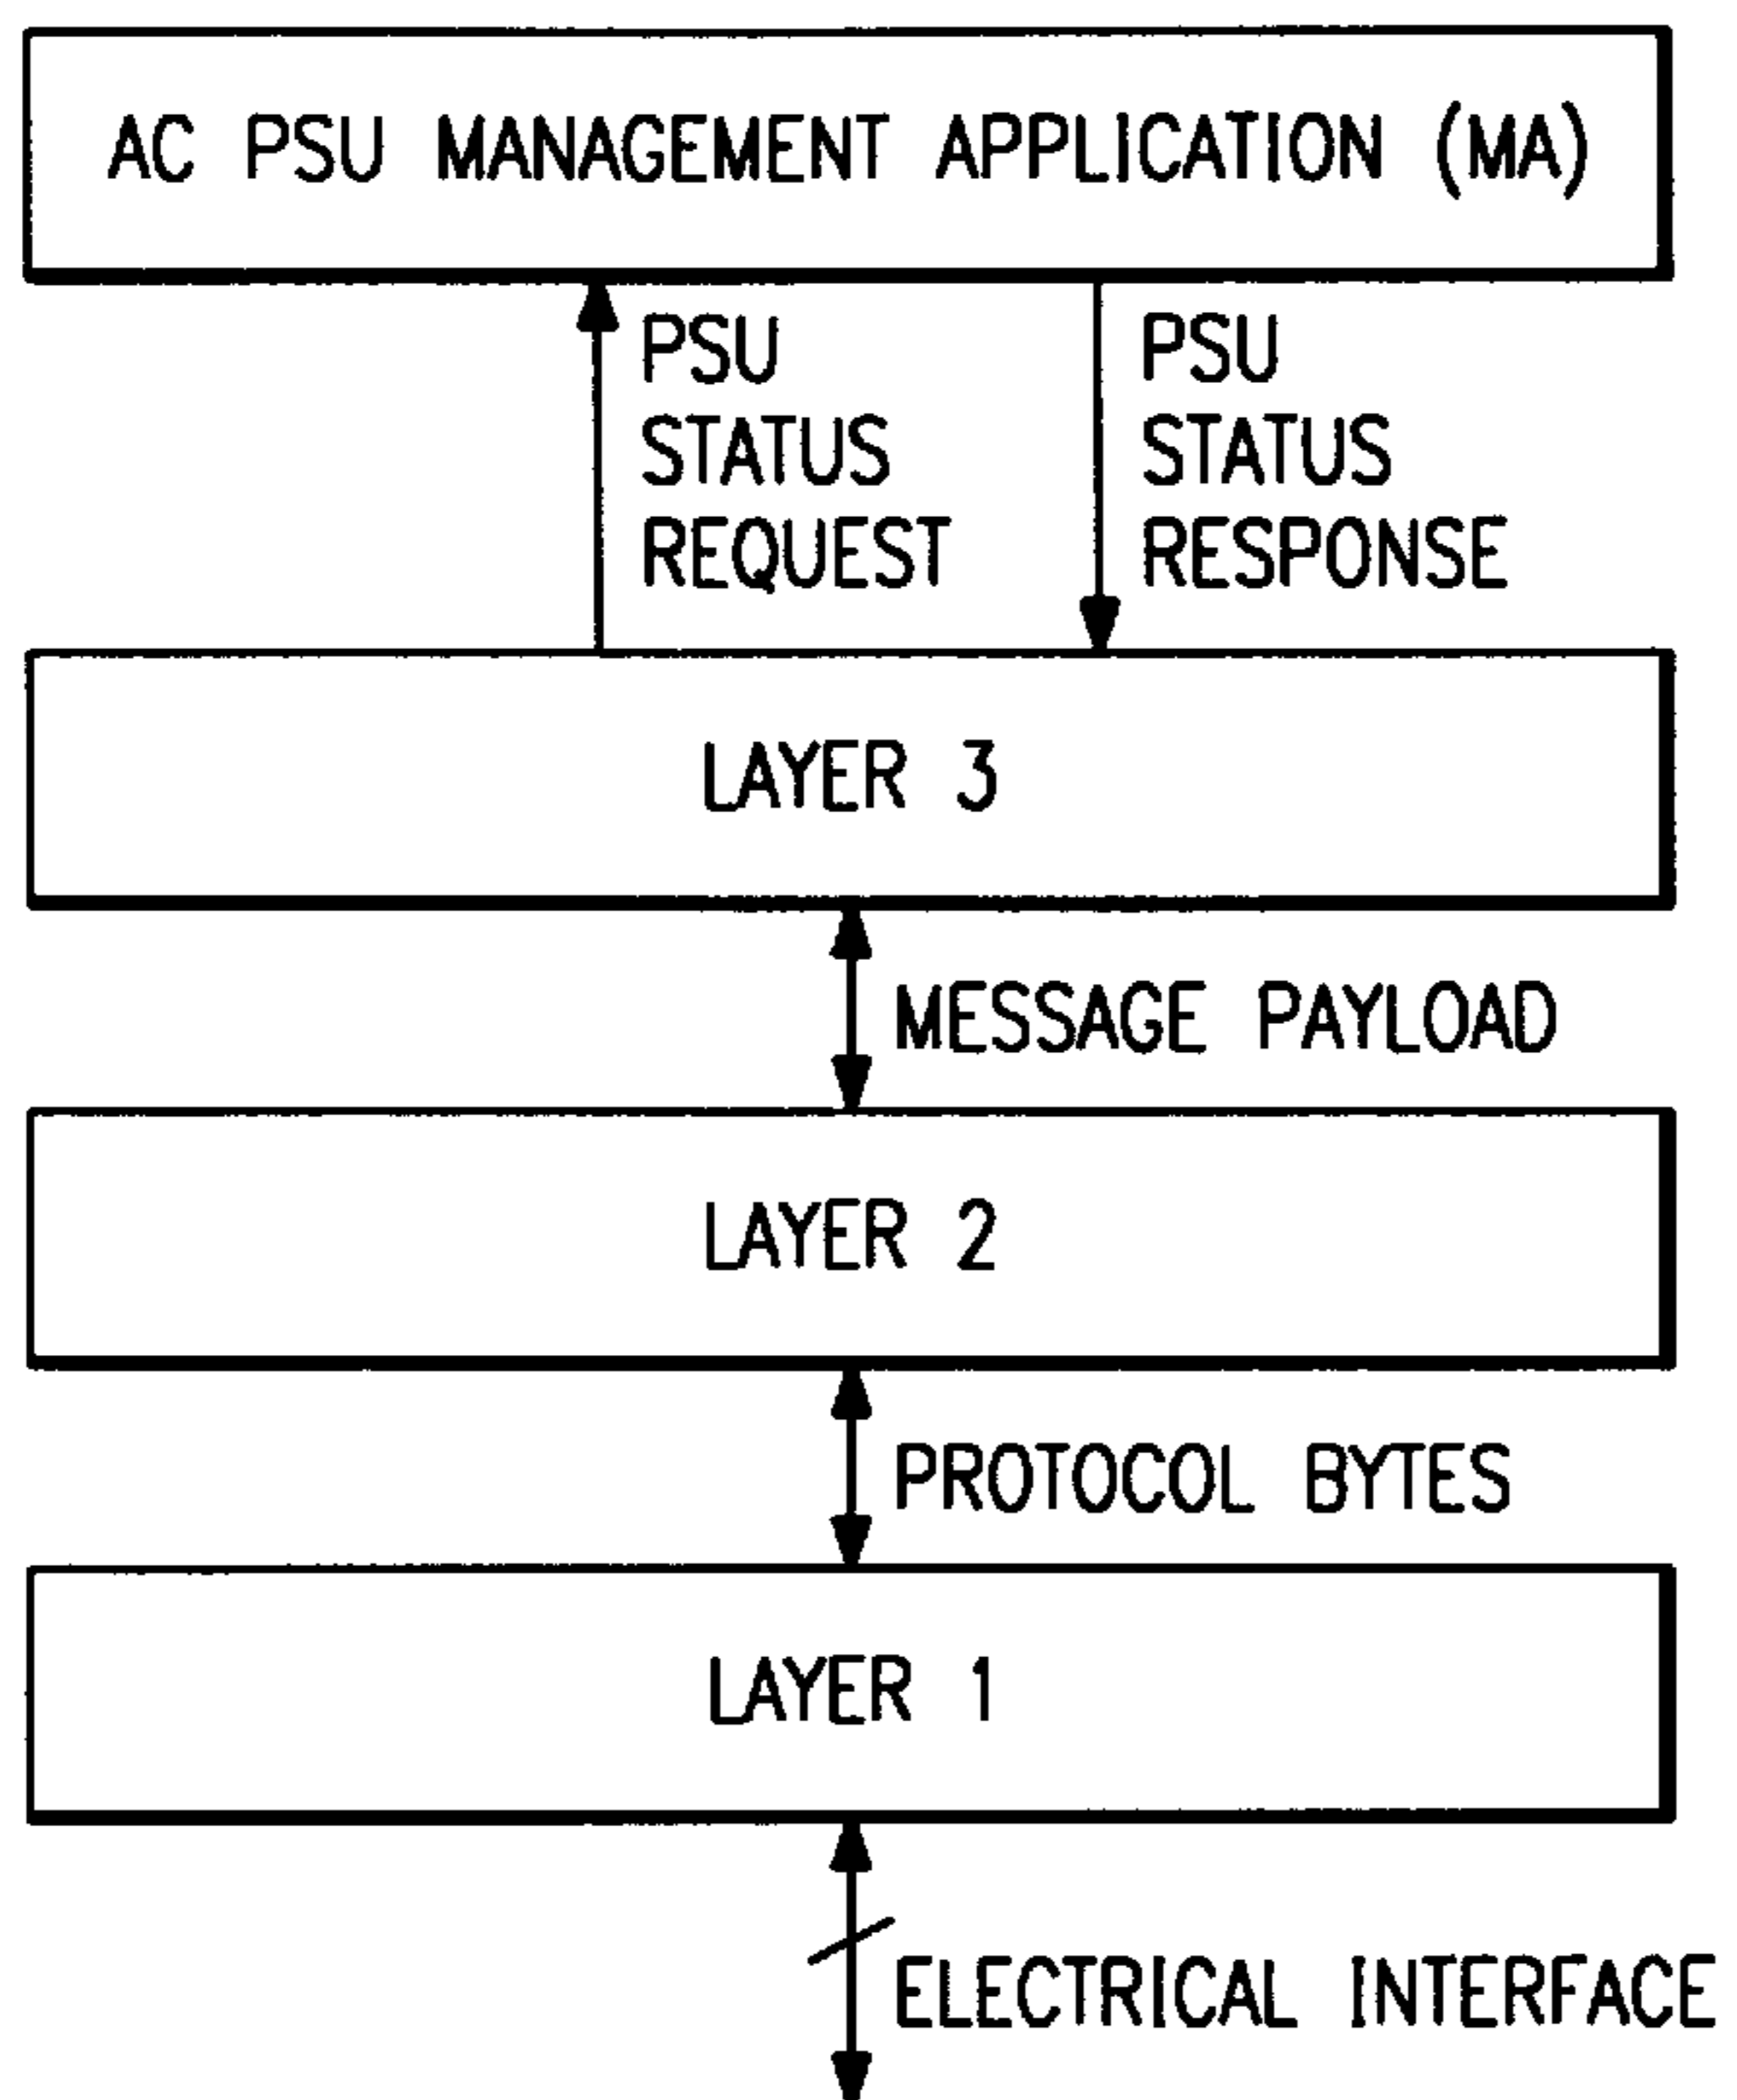 AC PSU MANAGEMENT APPLICATION (MA)
PSU
STATUS
REQUEST
PSU
STATUS
RESPONSE
LAYER 3
MESSAGE PAYLOAD
LAYER 2
PROTOCOL BYTES
LAYER 1
ELECTRICAL INTERFACE